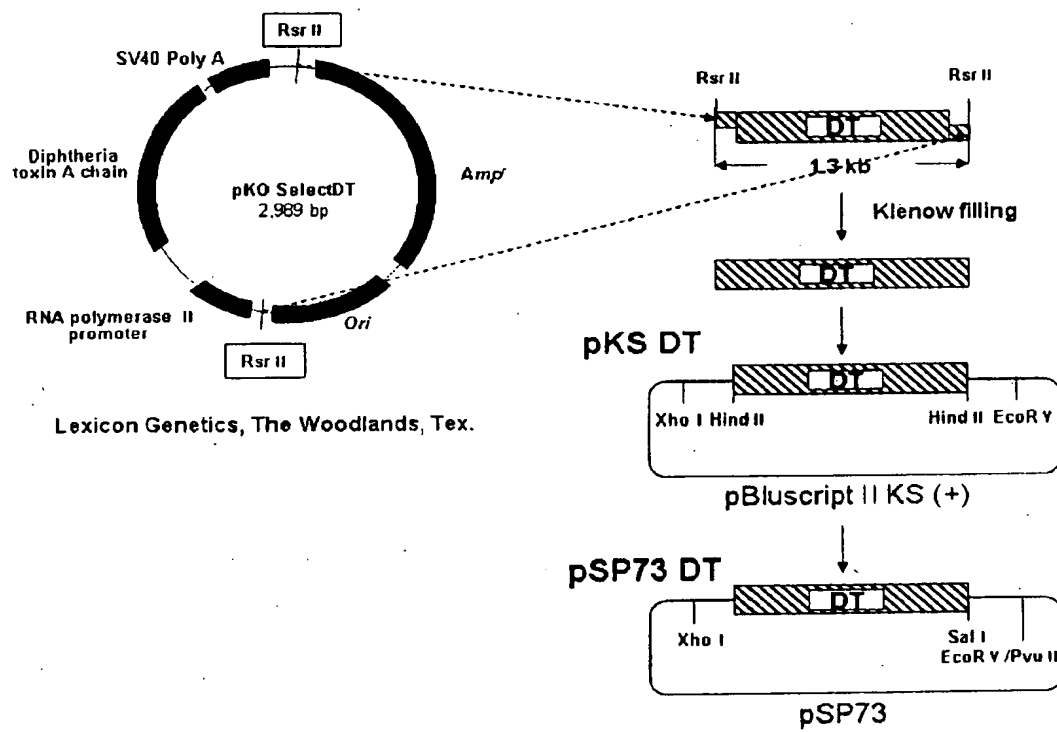 Rsr II
SV40 Poly A
Diphtheria
toxin A chain
pKO SelectDT
2,989 bp
Ampʳ
RNA polymerase II
promoter
Ori
Rsr II
Lexicon Genetics, The Woodlands, Tex.
Rsr II
Rsr II
DT
1.3 kb
Klenow filling
DT
pKS DT
DT
Xho I Hind II
Hind II EcoR V
pBluscript II KS (+)
pSP73 DT
DT
Xho I
Sal I
EcoR V /Pvu II
pSP73